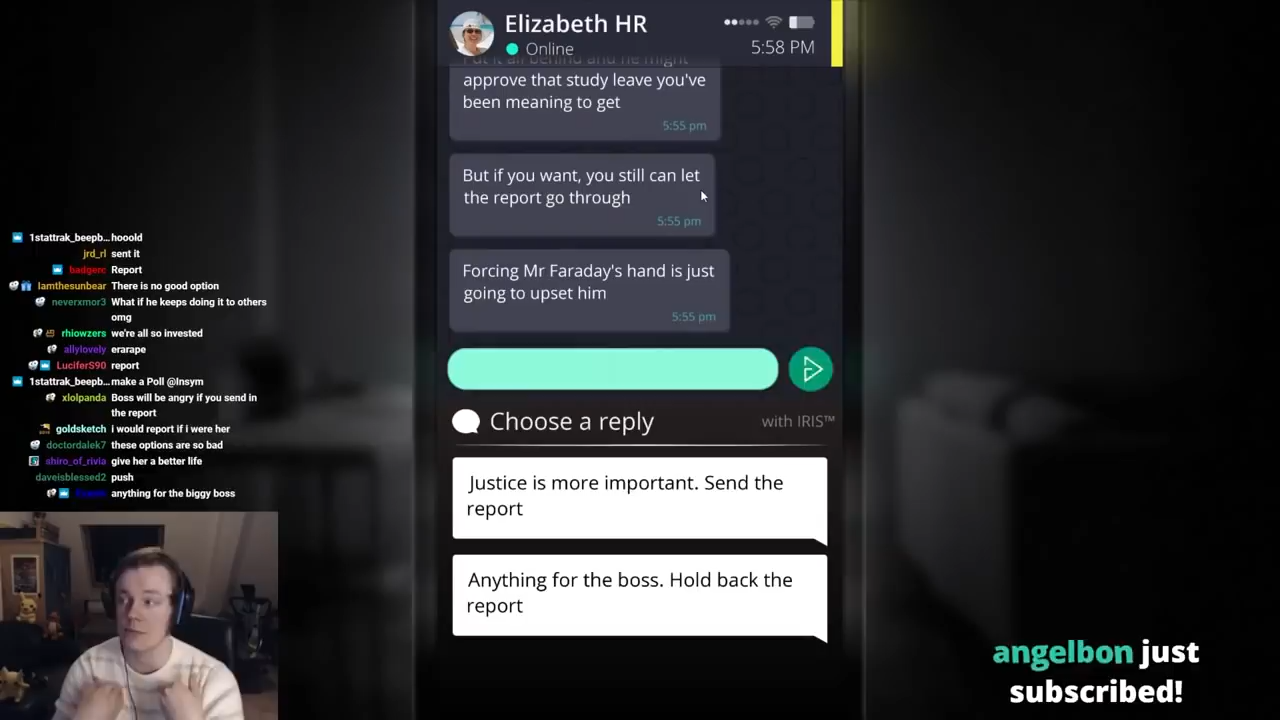 Elizabeth HR
Online
5:58 PM
Put it all behind and he might
approve that study leave you've
been meaning to get
5:55 pm
But if you want, you still can let
the report go through
5:55 pm
Forcing Mr Faraday's hand is just
going to upset him
5:55 pm
Choose a reply
with IRIS™
Justice is more important. Send the
report
Anything for the boss. Hold back the
report
1stattrak_beepb... hooold
jrd_rl sent it
badgerc Report
Iamthesunbear There is no good option
neverxmor3 What if he keeps doing it to others
omg
rhiowzers we're all so invested
allylovely erarape
LuciferS90 report
1stattrak_beepb... make a Poll @Insym
xlolpanda Boss will be angry if you send in
the report
goldsketch i would report if i were her
doctordalek7 these options are so bad
shiro_of_rivia give her a better life
daveisblessed2 push
anything for the biggy boss
angelbon just
subscribed!